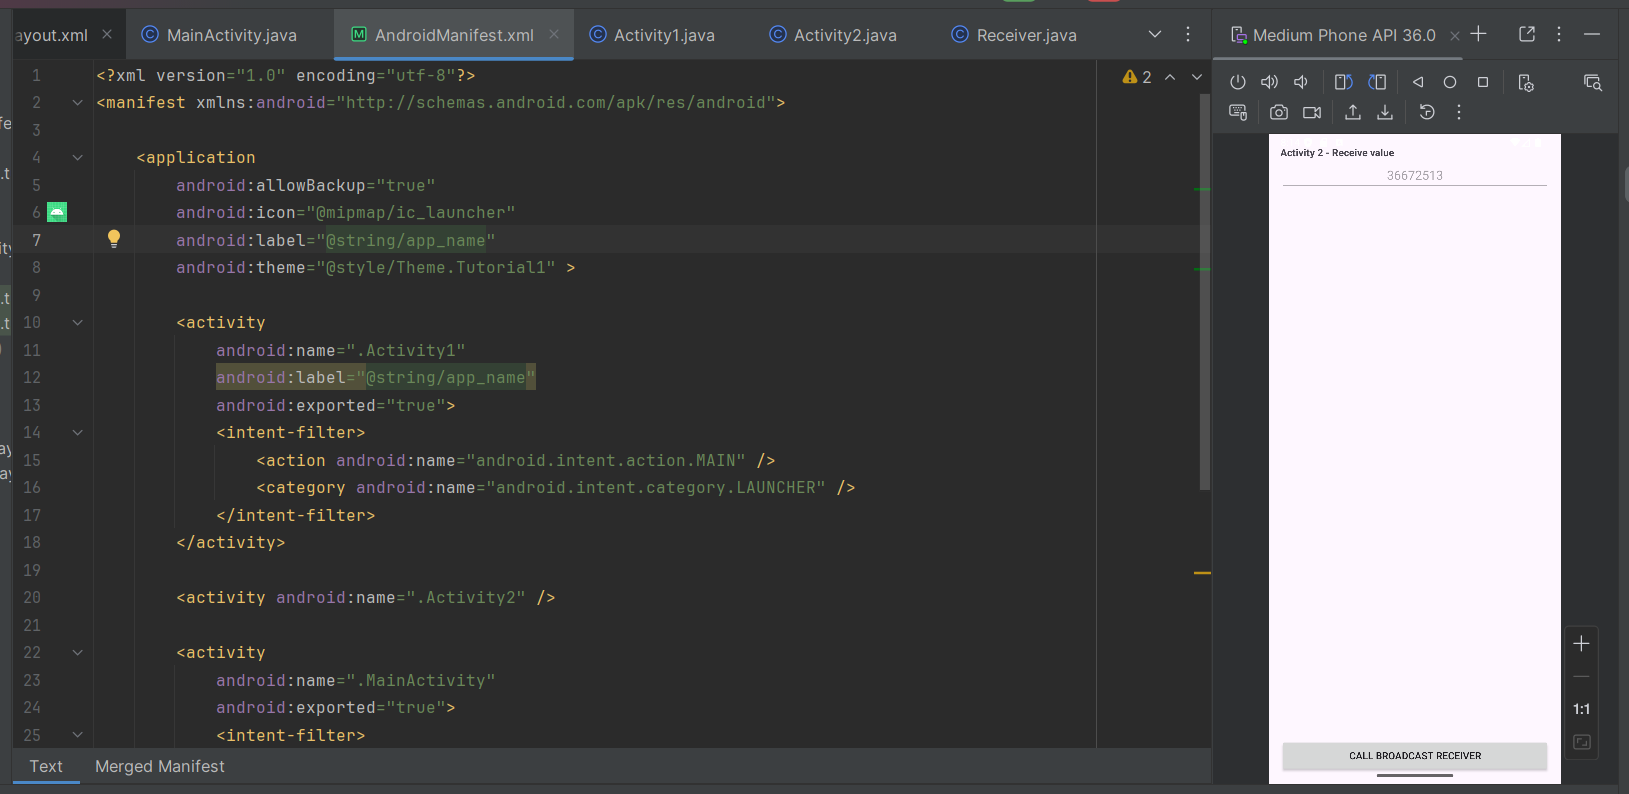 ayout.xml
MainActivity.java
AndroidManifest.xml
Activity1.java
Activity2.java
Receiver.java
Medium Phone API 36.0
2
1 <?xml version="1.0" encoding="utf-8"?>
2 <manifest xmlns:android="http://schemas.android.com/apk/res/android">
3
4 <application
5 android:allowBackup="true"
6 android:icon="@mipmap/ic_launcher"
7 android:label="@string/app_name"
8 android:theme="@style/Theme.Tutorial1" >
9
10 <activity
11 android:name=".Activity1"
12 android:label="@string/app_name"
13 android:exported="true">
14 <intent-filter>
15 <action android:name="android.intent.action.MAIN" />
16 <category android:name="android.intent.category.LAUNCHER" />
17 </intent-filter>
18 </activity>
19
20 <activity android:name=".Activity2" />
21
22 <activity
23 android:name=".MainActivity"
24 android:exported="true">
25 <intent-filter>
Text
Merged Manifest
Activity 2 - Receive value
36672513
CALL BROADCAST RECEIVER
1:1